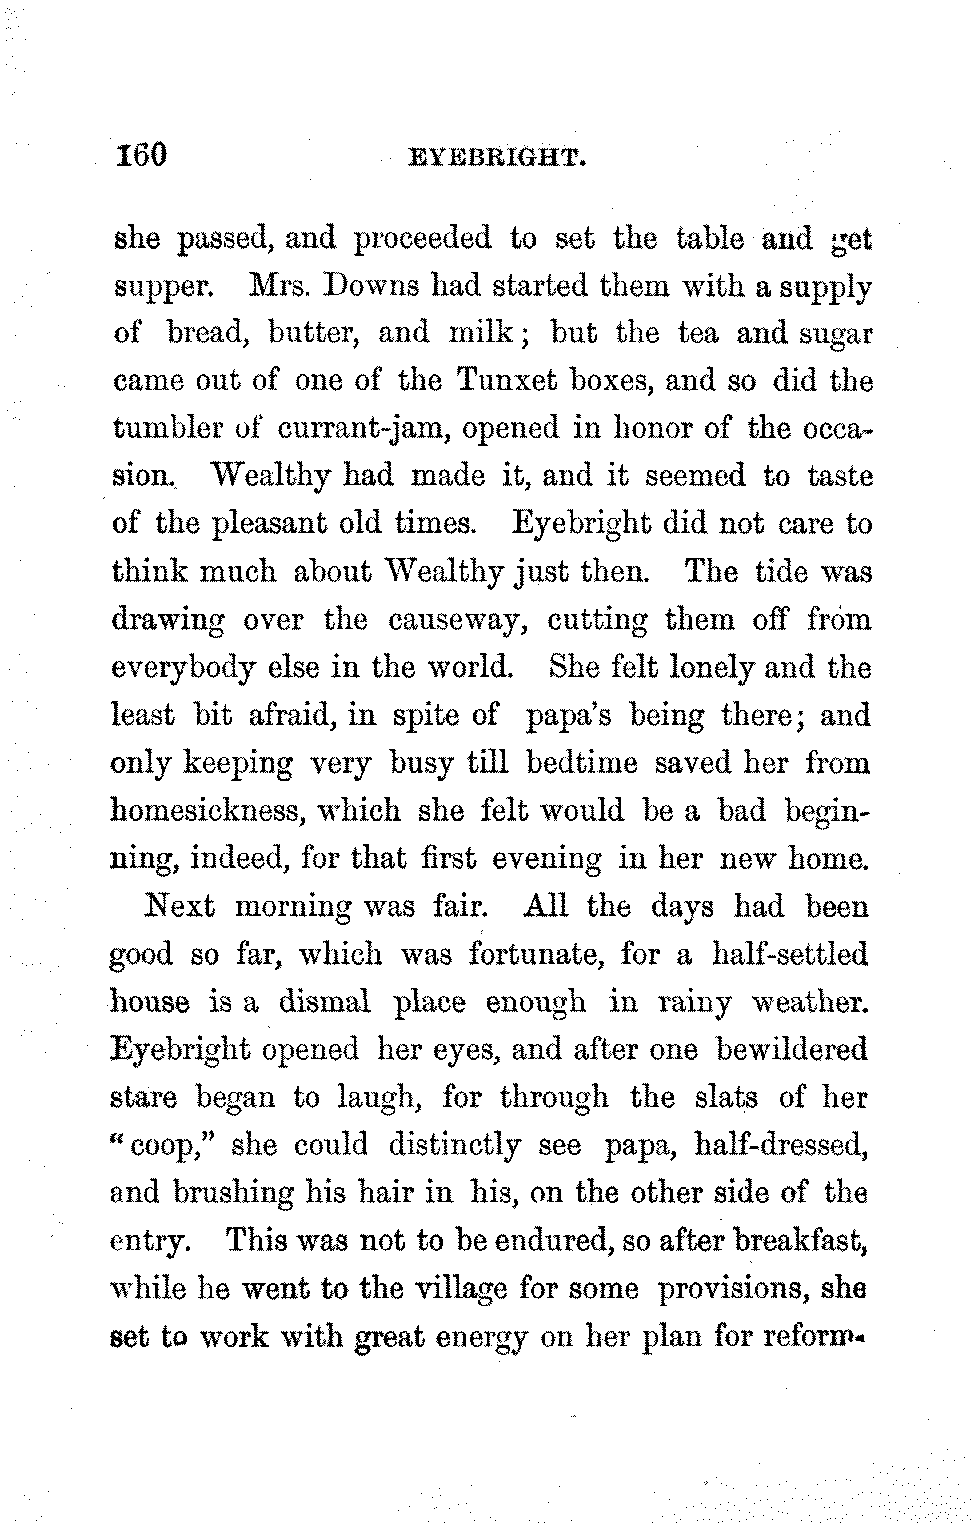 160 EYEBRIGHT.
she passed, and proceeded to set the table and get
supper. Mrs. Downs had started them with a supply
of bread, butter, and milk; but the tea and sugar
came out of one of the Tunxet boxes, and so did the
tumbler of currant-jam, opened in honor of the occa-
sion. Wealthy had made it, and it seemed to taste
of the pleasant old times. Eyebright did not care to
think much about Wealthy just then. The tide was
drawing over the causeway, cutting them off from
everybody else in the world. She felt lonely and the
least bit afraid, in spite of papa's being there; and
only keeping very busy till bedtime saved her from
homesickness, which she felt would be a bad begin-
ning, indeed, for that first evening in her new home.
Next morning was fair. All the days had been
good so far, which was fortunate, for a half-settled
house is a dismal place enough in rainy weather.
Eyebright opened her eyes, and after one bewildered
stare began to laugh, for through the slats of her
"coop," she could distinctly see papa, half-dressed,
and brushing his hair in his, on the other side of the
entry. This was not to be endured, so after breakfast,
while he went to the village for some provisions, she
set to work with great energy on her plan for reform-